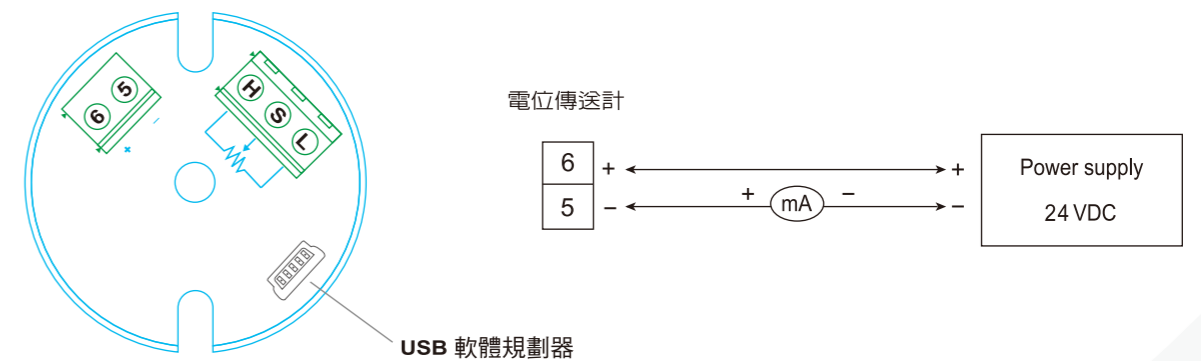 6 5
H S L
USB 軟體規劃器
電位傳送計
6 + + Power supply
5 − + mA − − 24 VDC